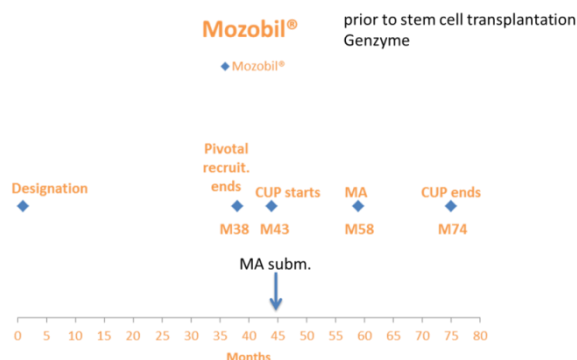 Mozobil®
prior to stem cell transplantation
Genzyme
Mozobil®
Designation
Pivotal
recruit.
ends
CUP starts
MA
CUP ends
M38
M43
M58
M74
MA subm.
0 5 10 15 20 25 30 35 40 45 50 55 60 65 70 75 80
Months